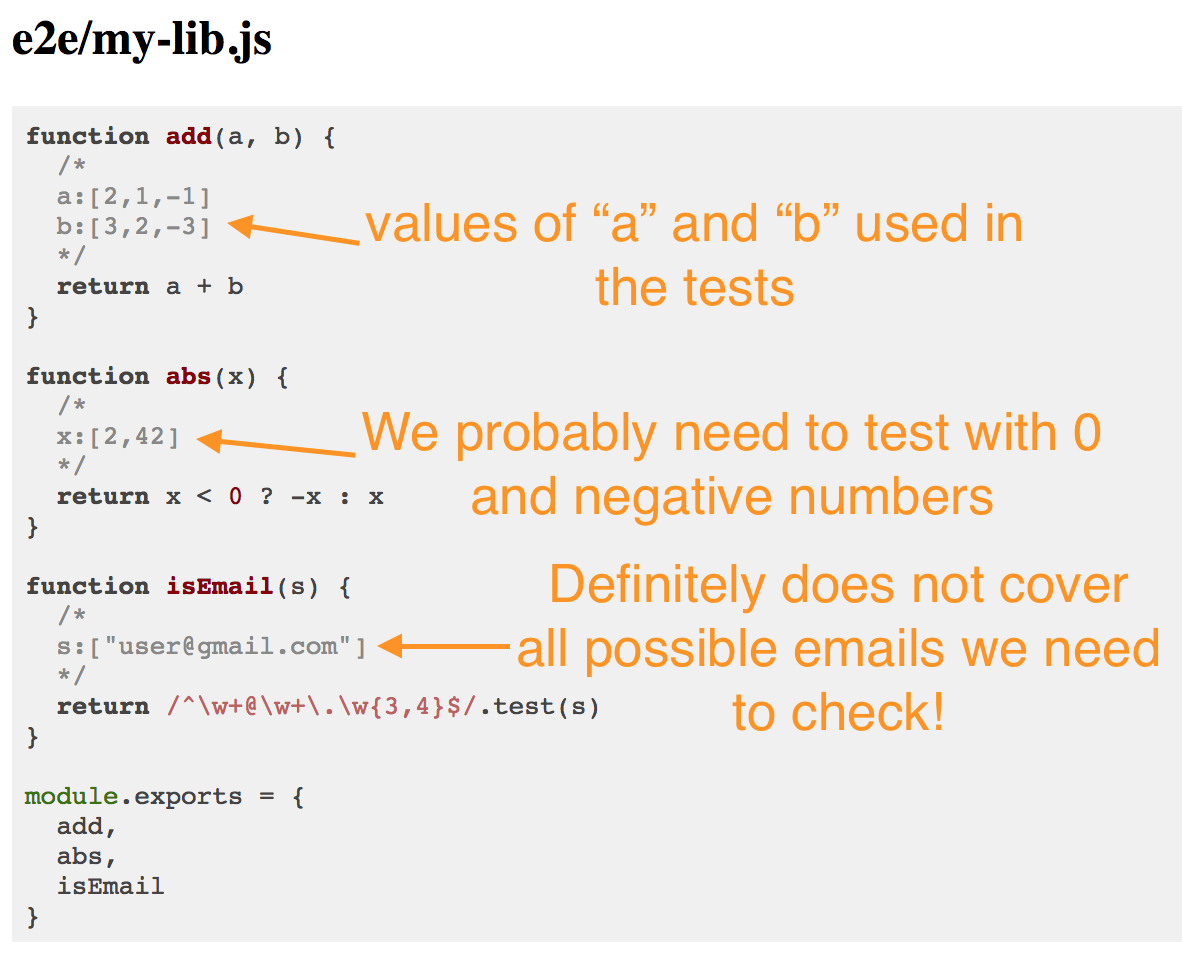 e2e/my-lib.js
function add(a, b) {
/*
a:[2,1,-1]
b:[3,2,-3]
*/
return a + b
}
values of “a” and “b” used in
the tests
function abs(x) {
/*
x:[2,42]
*/
return x < 0 ? -x : x
}
We probably need to test with 0
and negative numbers
function isEmail(s) {
/*
s:["user@gmail.com"]
*/
return /^\w+@\w+\.\w{3,4}$/.test(s)
}
Definitely does not cover
all possible emails we need
to check!
module.exports = {
add,
abs,
isEmail
}